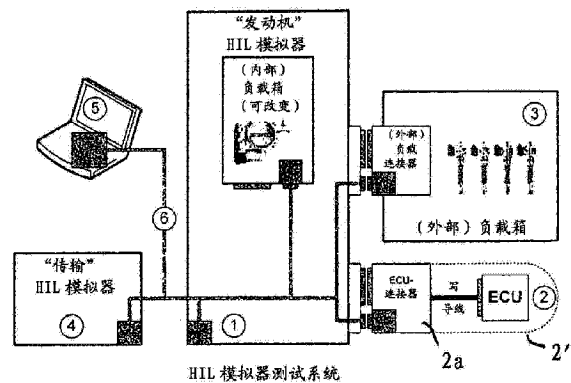 “发动机”
HIL 模拟器
（内部）
负载箱
（可改变）
5
（外部）
负载
连接器
3
（外部）负载箱
6
“传输”
HIL 模拟器
4
1
ECU-
连接器
写
导线
ECU
2
2a
2'
HIL 模拟器测试系统